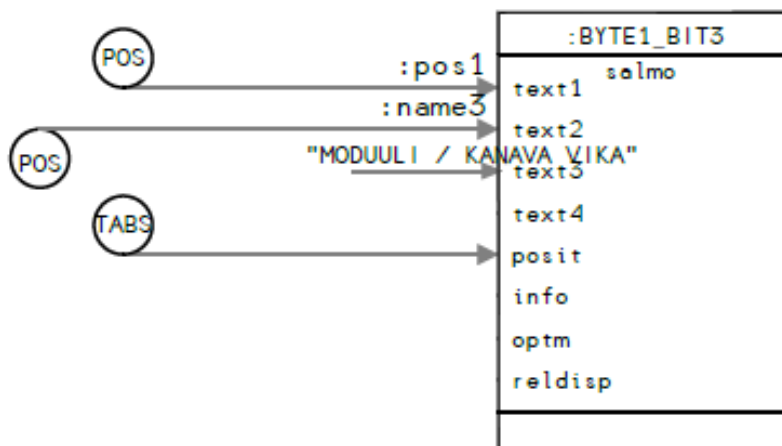 :BYTE1_BIT3
salmo
POS
:pos1
text1
:name3
text2
POS
"MODUULI / KANAVA VIKA"
text3
TABS
text4
posit
info
optm
reldisp